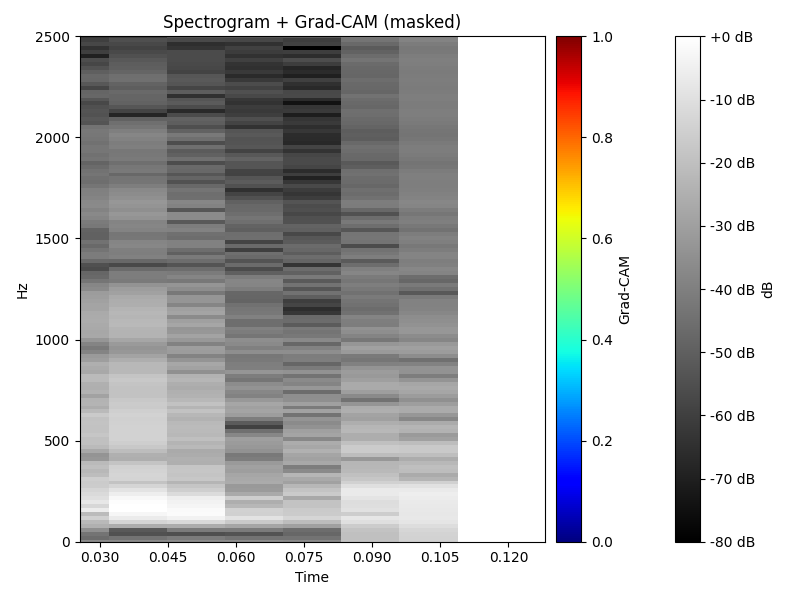 Spectrogram + Grad-CAM (masked)
2500
2000
1500
1000
500
0
Hz
0.030
0.045
0.060
0.075
0.090
0.105
0.120
Time
1.0
0.8
0.6
0.4
0.2
0.0
Grad-CAM
+0 dB
-10 dB
-20 dB
-30 dB
-40 dB
-50 dB
-60 dB
-70 dB
-80 dB
dB